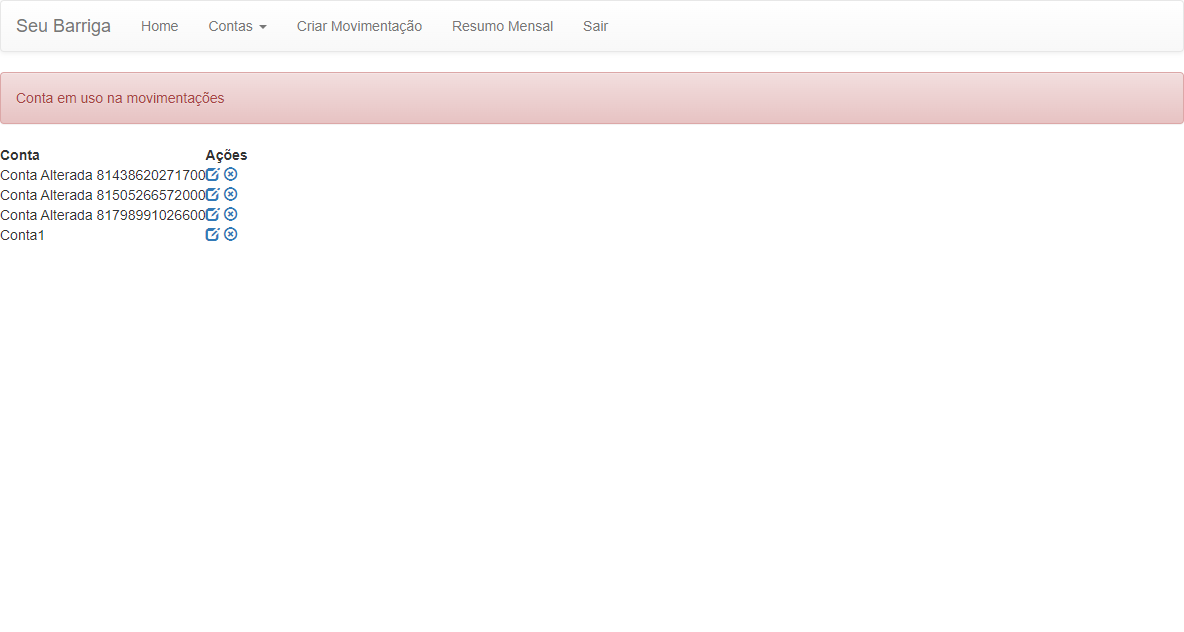 Seu Barriga Home Contas Criar Movimentação Resumo Mensal Sair
Conta em uso na movimentações
Conta Ações
Conta Alterada 81438620271700
Conta Alterada 81505266572000
Conta Alterada 81798991026600
Conta1